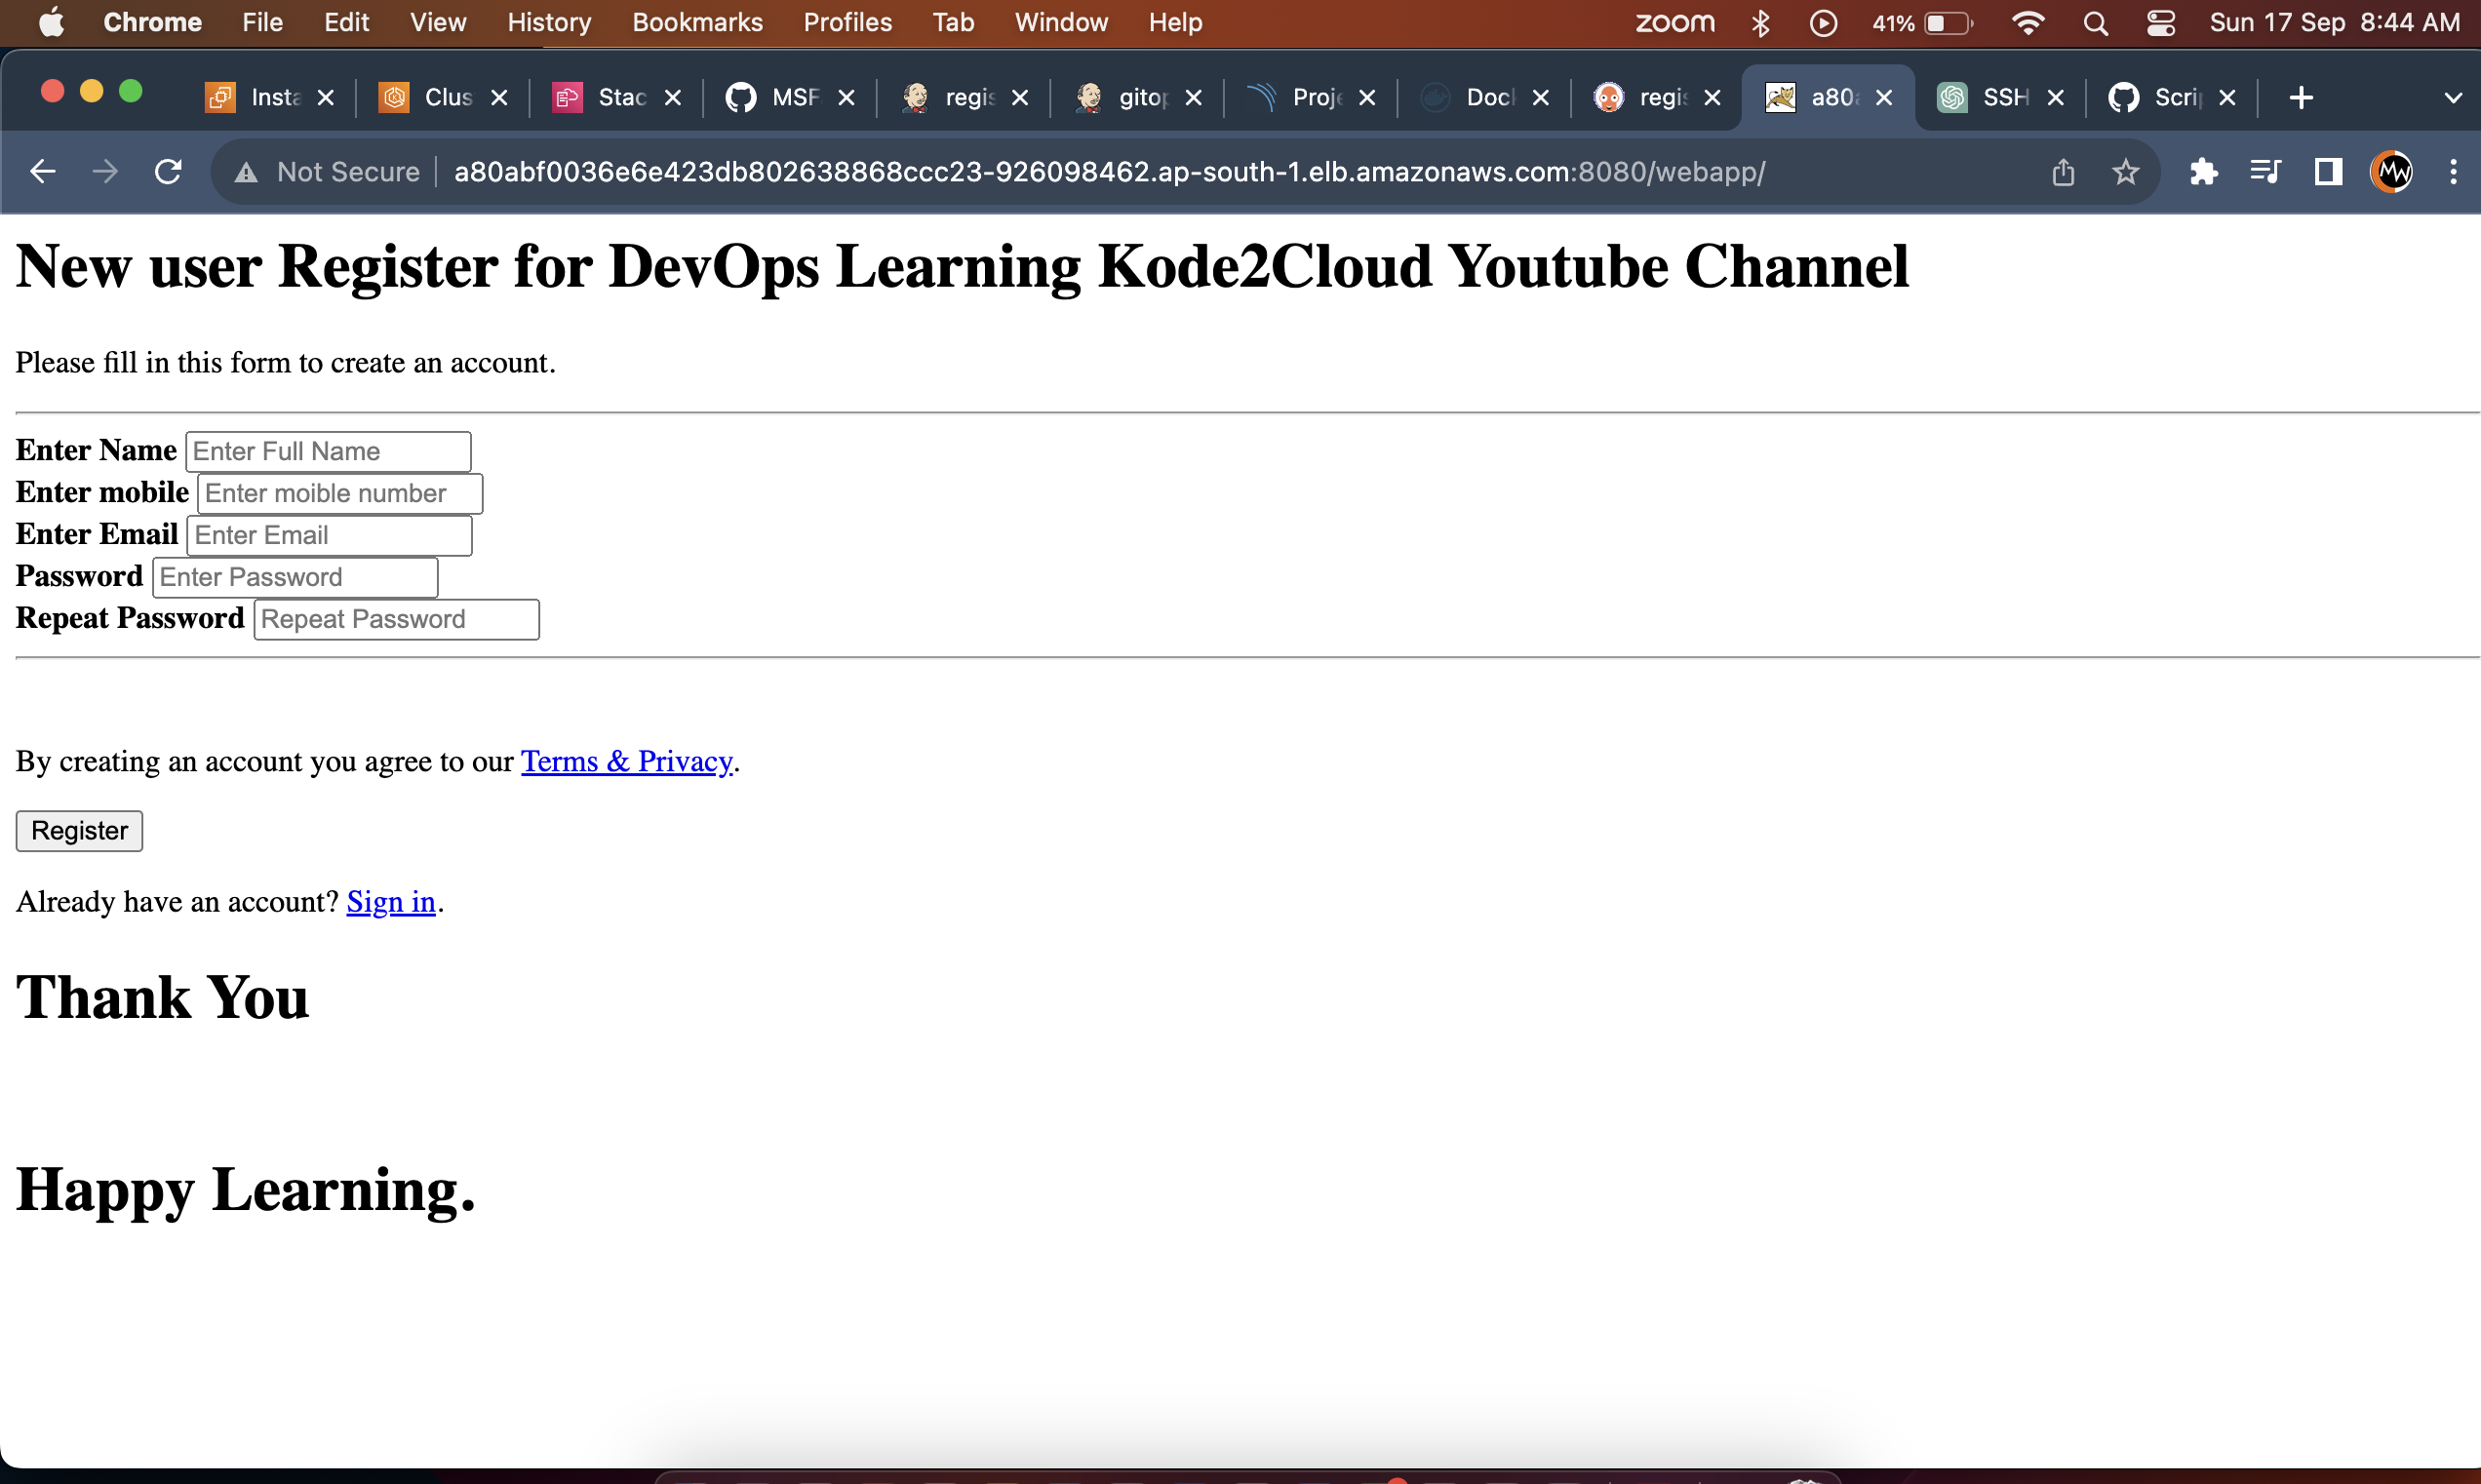 Chrome File Edit View History Bookmarks Profiles Tab Window Help zoom 41% Sun 17 Sep 8:44 AM
Insta Clus Stac MSF regis gitop Proje Doc regis a80a SSH Scrip
Not Secure a80abf0036e6e423db802638868ccc23-926098462.ap-south-1.elb.amazonaws.com:8080/webapp/
New user Register for DevOps Learning Kode2Cloud Youtube Channel
Please fill in this form to create an account.
Enter Name Enter Full Name
Enter mobile Enter moible number
Enter Email Enter Email
Password Enter Password
Repeat Password Repeat Password
By creating an account you agree to our Terms & Privacy.
Register
Already have an account? Sign in.
Thank You
Happy Learning.